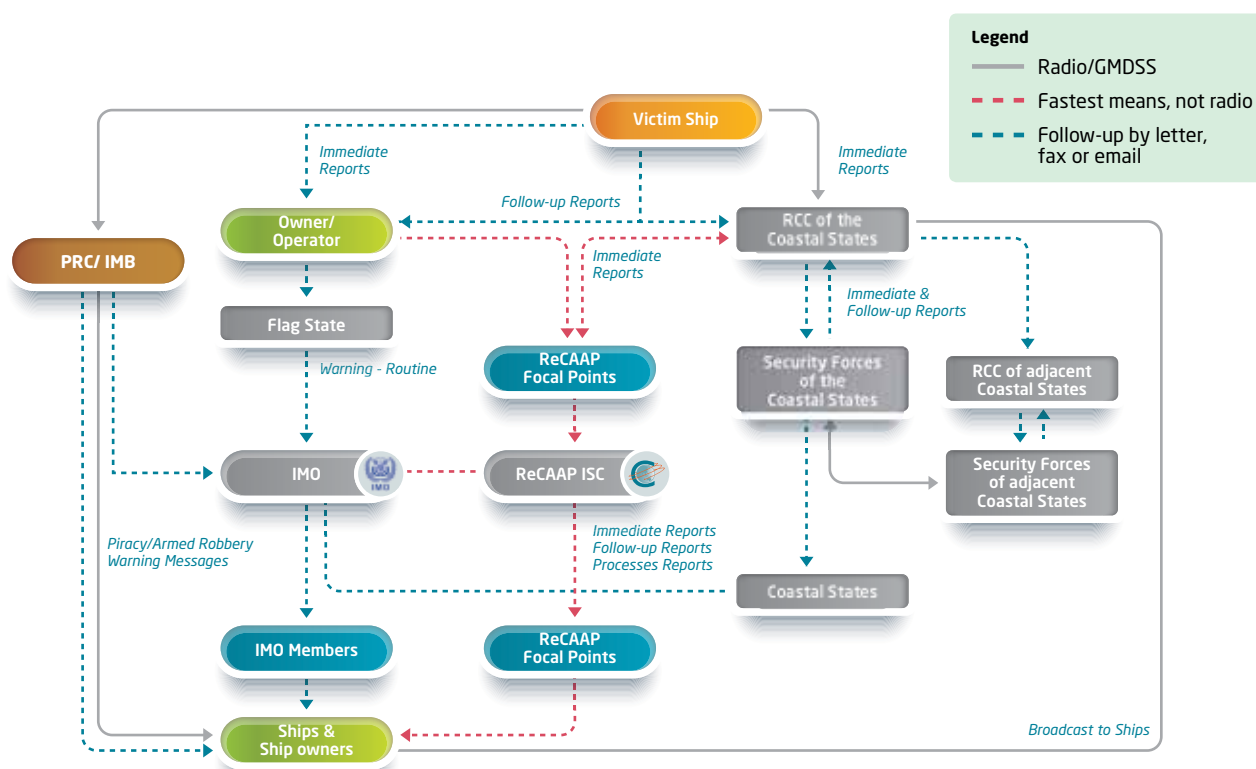 Legend
Radio/GMDSS
Fastest means, not radio
Follow-up by letter,
fax or email
Victim Ship
Immediate
Reports
Immediate
Reports
Follow-up Reports
Owner/
Operator
RCC of the
Coastal States
PRC/ IMB
Immediate
Reports
Immediate &
Follow-up Reports
Flag State
Warning - Routine
ReCAAP
Focal Points
Security Forces
of the
Coastal States
RCC of adjacent
Coastal States
IMO
IMO
ReCAAP ISC
Security Forces
of adjacent
Coastal States
Piracy/Armed Robbery
Warning Messages
Immediate Reports
Follow-up Reports
Processes Reports
Coastal States
IMO Members
ReCAAP
Focal Points
Ships &
Ship owners
Broadcast to Ships